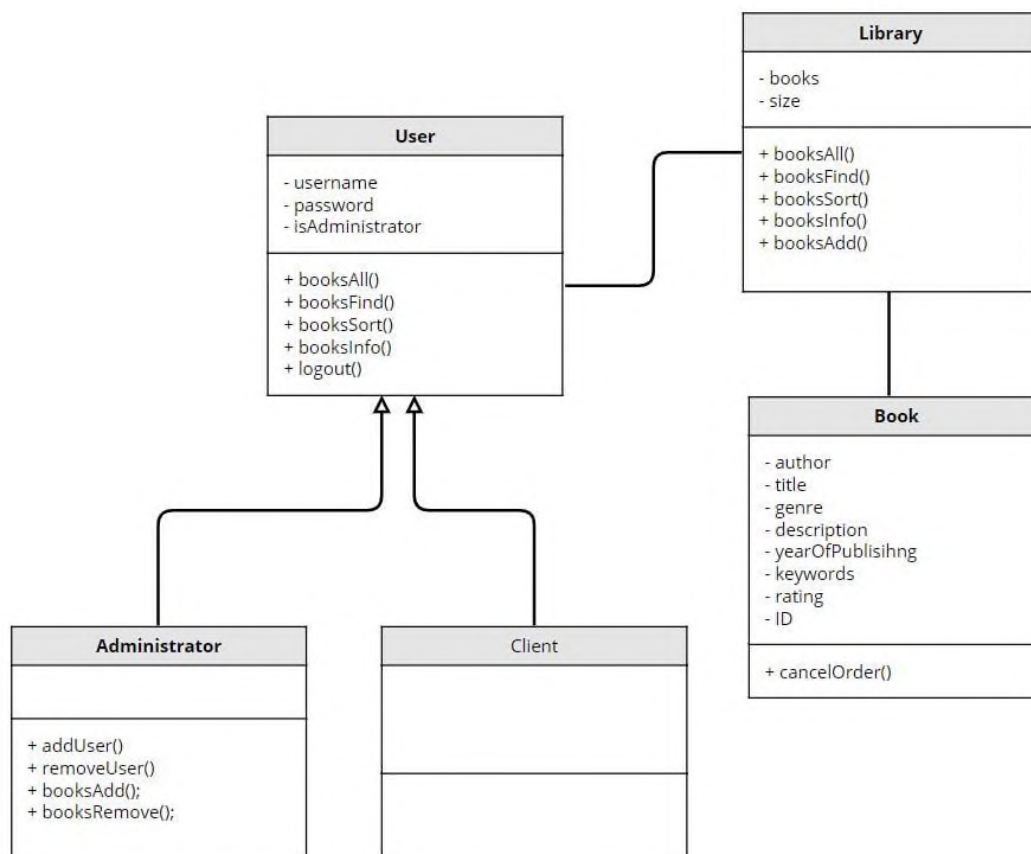 Library
- books
- size
+ booksAll()
+ booksFind()
+ booksSort()
+ booksInfo()
+ booksAdd()
User
- username
- password
- isAdministrator
+ booksAll()
+ booksFind()
+ booksSort()
+ booksInfo()
+ logout()
Book
- author
- title
- genre
- description
- yearOfPublisihng
- keywords
- rating
- ID
+ cancelOrder()
Administrator
+ addUser()
+ removeUser()
+ booksAdd();
+ booksRemove();
Client